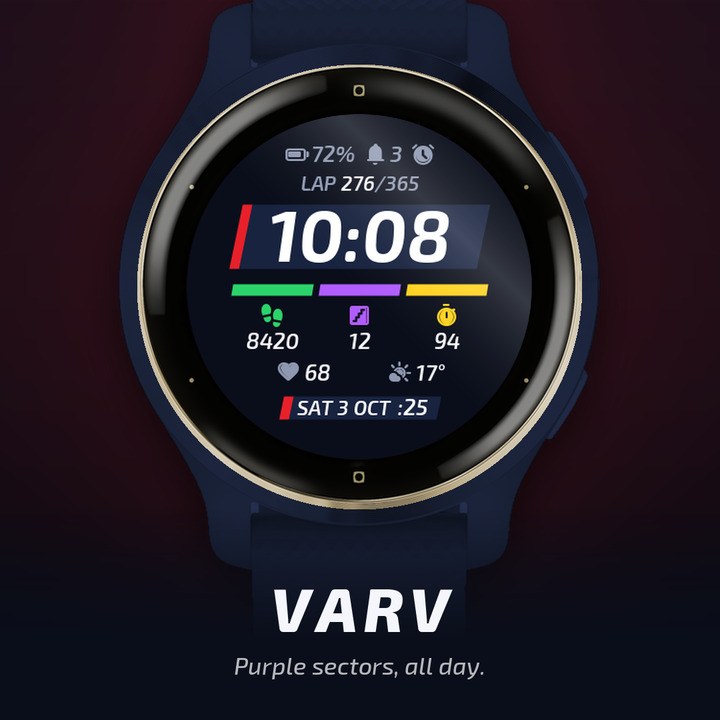 72% 3
LAP 276/365
10:08
8420 12 94
68 17°
SAT 3 OCT :25
VARV
Purple sectors, all day.